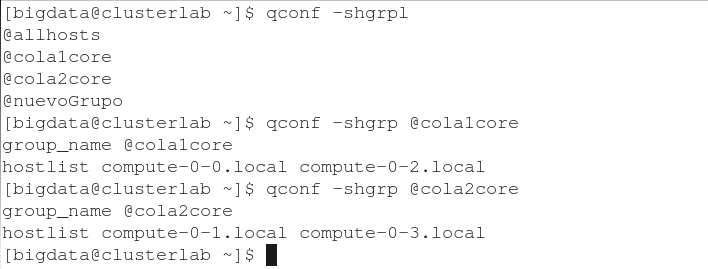 [bigdata@clusterlab ~]$ qconf -shgrpl
@allhosts
@cola1core
@cola2core
@nuevoGrupo
[bigdata@clusterlab ~]$ qconf -shgrp @cola1core
group_name @cola1core
hostlist compute-0-0.local compute-0-2.local
[bigdata@clusterlab ~]$ qconf -shgrp @cola2core
group_name @cola2core
hostlist compute-0-1.local compute-0-3.local
[bigdata@clusterlab ~]$